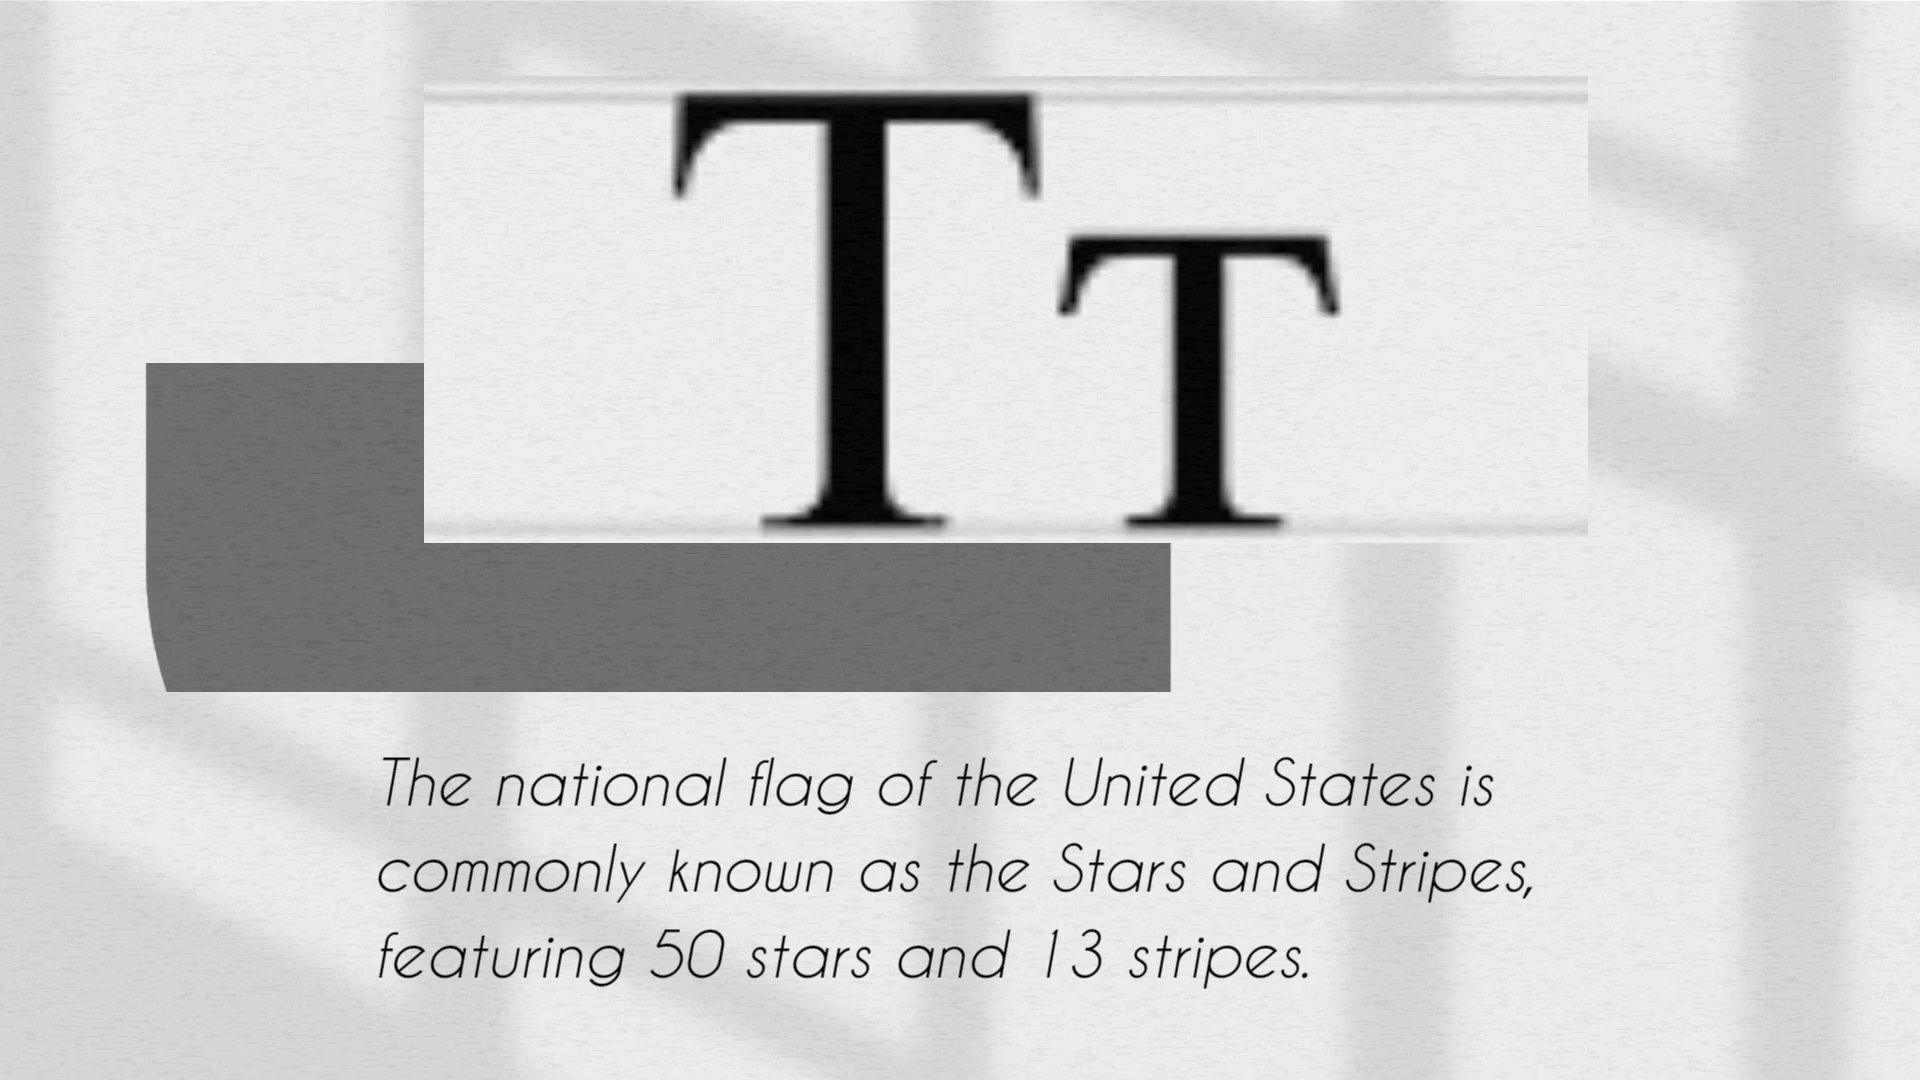 TT
The national flag of the United States is
commonly known as the Stars and Stripes,
featuring 50 stars and 13 stripes.